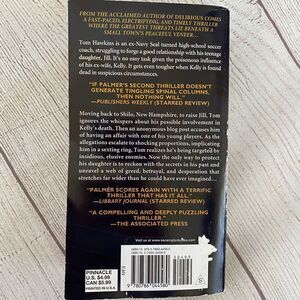 FROM THE ACCLAIMED AUTHOR OF DELIRIOUS COMES
A FAST-PACED, ELECTRIFYING, AND TIMELY THRILLER
WHERE THE GREATEST THREATS LIE BENEATH A
SMALL TOWN'S PEACEFUL VENEER...
Tom Hawkins is an ex-Navy Seal turned high-school soccer
coach, struggling to forge a good relationship with his teenage
daughter, Jill. It's no easy task given the poisonous influence
of his ex-wife, Kelly. It gets even tougher when Kelly is found
dead in suspicious circumstances.
"IF PALMER'S SECOND THRILLER DOESN'T
GENERATE TINGLING SPINAL COLUMNS,
THEN NOTHING WILL."
—PUBLISHERS WEEKLY (STARRED REVIEW)
Moving back to Shilo, New Hampshire, to raise Jill, Tom
ignores the whispers about his possible involvement in
Kelly's death. Then an anonymous blog post accuses him
of having an affair with one of his young players. As the
allegations escalate to shocking proportions, implicating
him in a sexting ring, Tom realizes he's being targeted by
insidious, elusive enemies. Now the only way to protect
his daughter is to reckon with the secrets in his past and
unravel a web of greed, betrayal, and desperation that
stretches far wider than he could have ever imagined...
"PALMER SCORES AGAIN WITH A TERRIFIC
THRILLER THAT HAS IT ALL."
—LIBRARY JOURNAL (STARRED REVIEW)
"A COMPELLING AND DEEPLY PUZZLING
THRILLER." —THE ASSOCIATED PRESS
Visit us at www.kensingtonbooks.com
PINNACLE
U.S. $4.99
CAN $5.99
PRINTED IN U.S.A.
50499
9 780786 044580
S